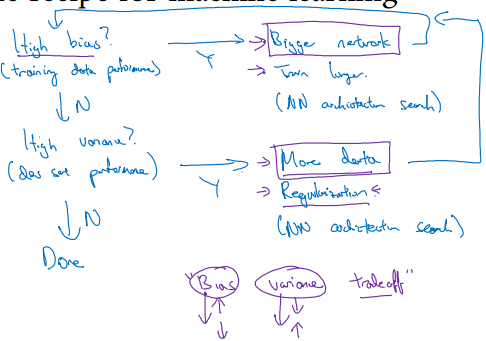 recipe for machine learning
High bias? Y → Bigger network
(training data performance) → Train longer.
N (NN architecture search)
High variance?
(dev set performance) Y → More data
→ Regularization ←
N (NN architecture search)
Done
"Bias variance tradeoff"